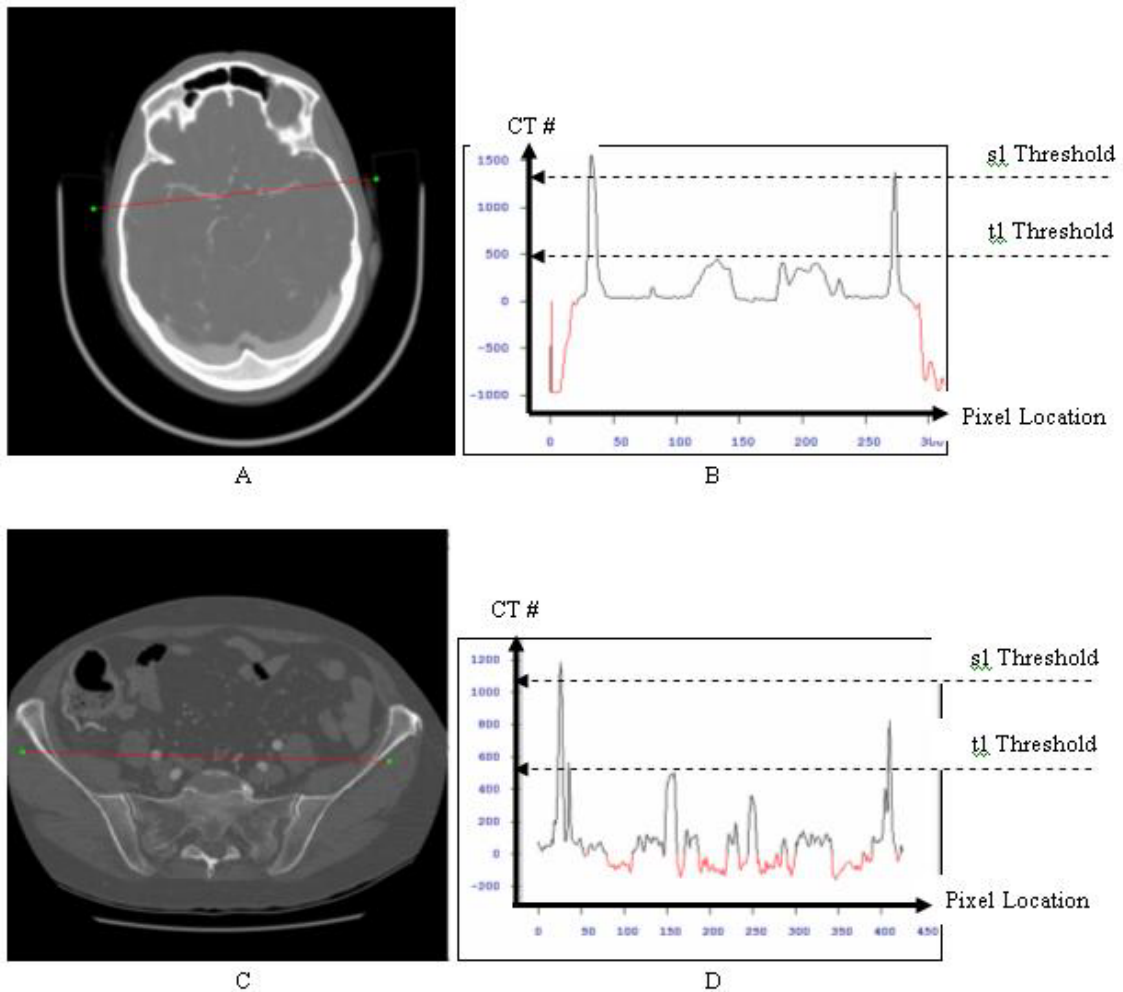 CT #
s1 Threshold
1500
1000
t1 Threshold
500
0
-500
-1000
Pixel Location
0 50 100 150 200 250
A
B
CT #
s1 Threshold
1200
1000
800
t1 Threshold
600
400
200
0
-200
Pixel Location
0 50 100 150 200 250 300 350 400 450
C
D